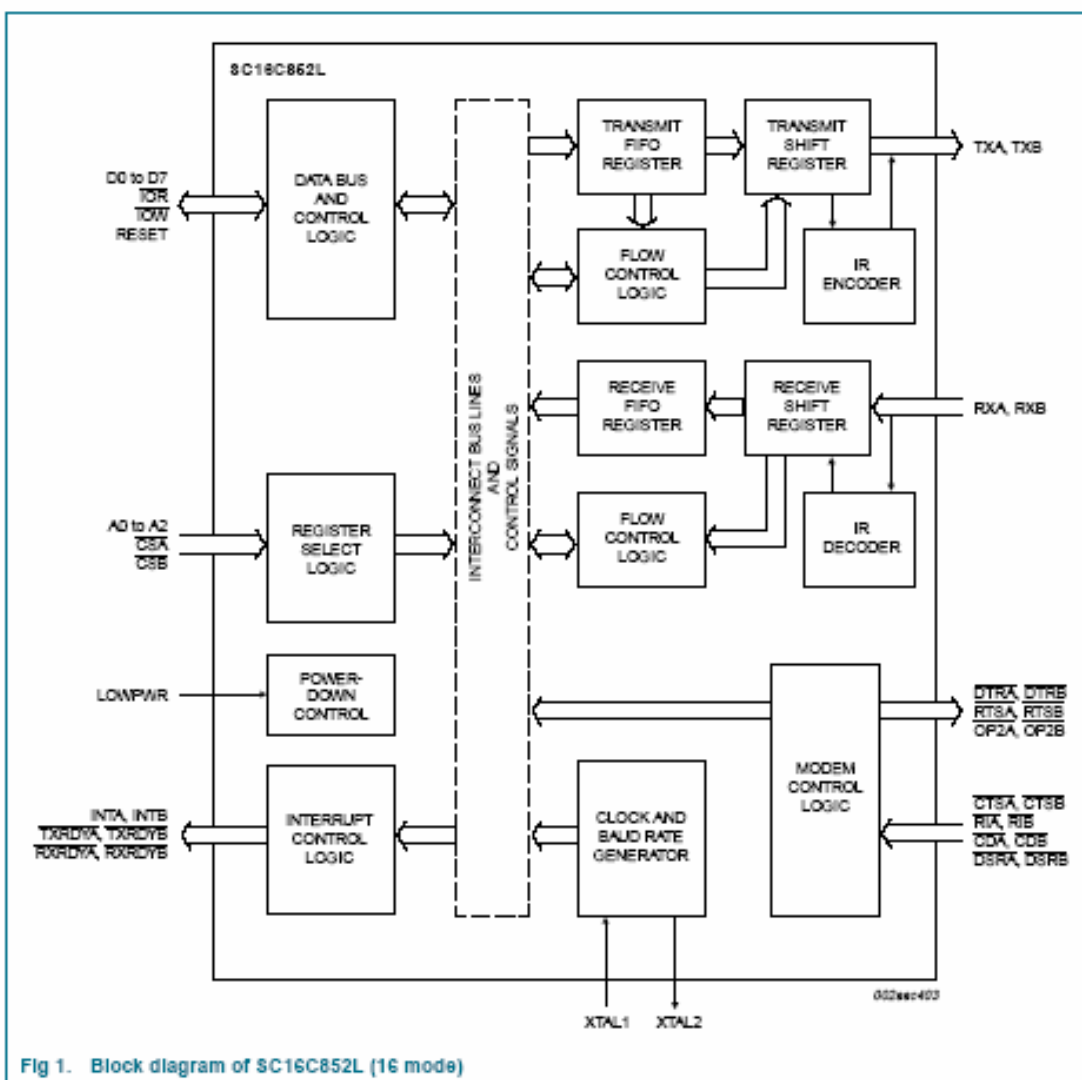 SC16C852L
D0 to D7
IOR
IOW
RESET
DATA BUS
AND
CONTROL
LOGIC
TRANSMIT
FIFO
REGISTER
TRANSMIT
SHIFT
REGISTER
TXA, TXB
FLOW
CONTROL
LOGIC
IR
ENCODER
INTERCONNECT BUS LINES
AND
CONTROL SIGNALS
RECEIVE
FIFO
REGISTER
RECEIVE
SHIFT
REGISTER
RXA, RXB
FLOW
CONTROL
LOGIC
IR
DECODER
A0 to A2
CSA
CSB
REGISTER
SELECT
LOGIC
LOWPWR
POWER-
DOWN
CONTROL
DTRA, DTRB
RTSA, RTSB
OP2A, OP2B
MODEM
CONTROL
LOGIC
CTSA, CTSB
RIA, RIB
CDA, CDB
DSRA, DSRB
INTA, INTB
TXRDYA, TXRDYB
RXRDYA, RXRDYB
INTERRUPT
CONTROL
LOGIC
CLOCK AND
BAUD RATE
GENERATOR
002aac403
XTAL1
XTAL2
Fig 1. Block diagram of SC16C852L (16 mode)